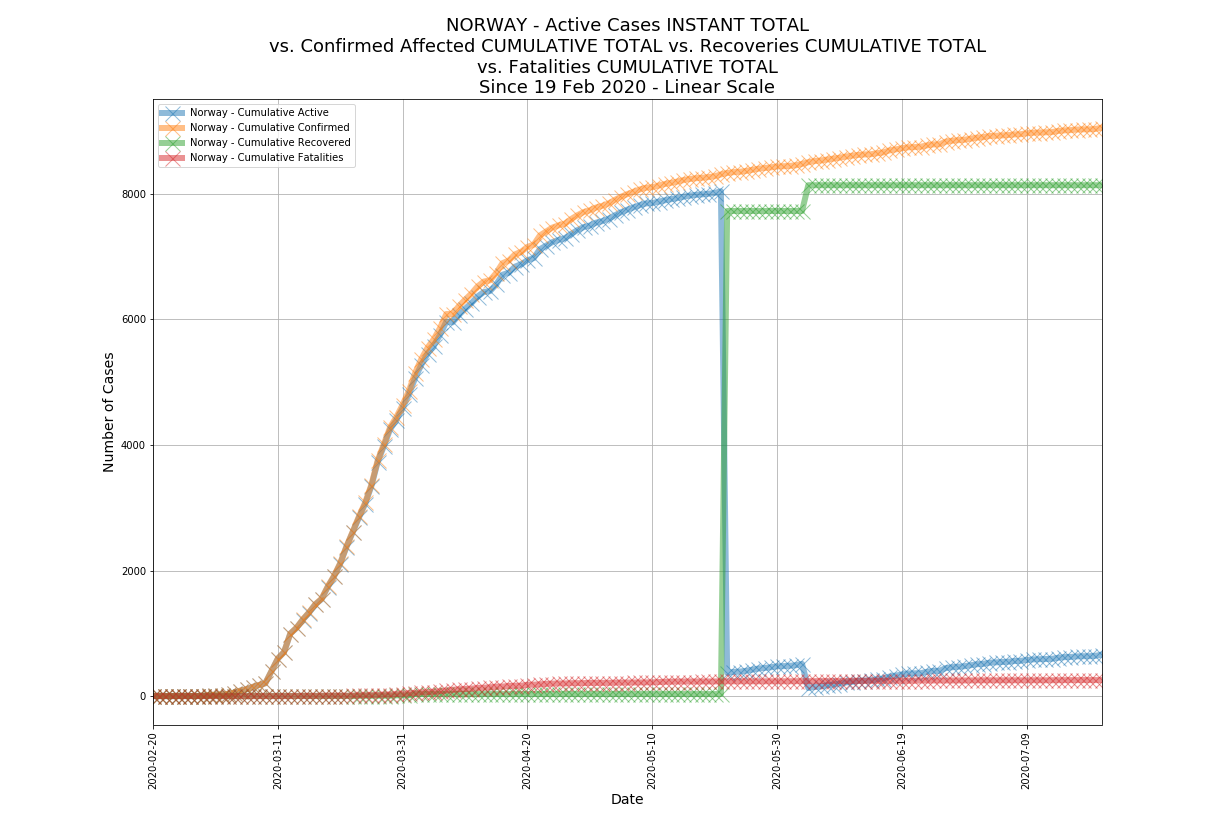 NORWAY - Active Cases INSTANT TOTAL
vs. Confirmed Affected CUMULATIVE TOTAL vs. Recoveries CUMULATIVE TOTAL
vs. Fatalities CUMULATIVE TOTAL
Since 19 Feb 2020 - Linear Scale
Norway - Cumulative Active
Norway - Cumulative Confirmed
Norway - Cumulative Recovered
Norway - Cumulative Fatalities
8000
6000
4000
2000
0
Number of Cases
2020-02-20
2020-03-11
2020-03-31
2020-04-20
2020-05-10
2020-05-30
2020-06-19
2020-07-09
Date